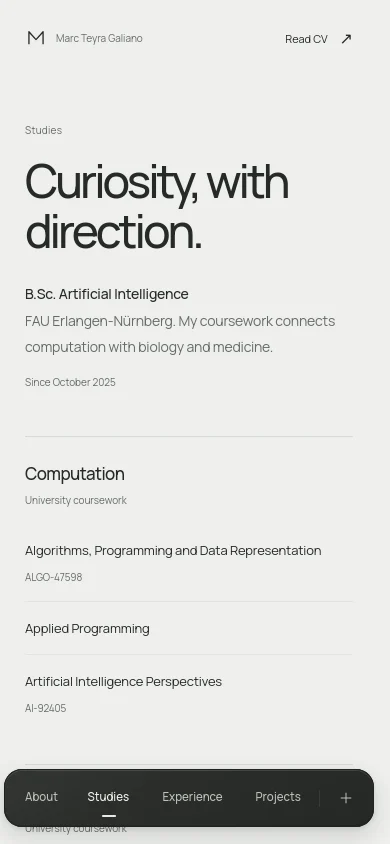 M Marc Teyra Galiano Read CV ↗
Studies
Curiosity, with
direction.
B.Sc. Artificial Intelligence
FAU Erlangen-Nürnberg. My coursework connects
computation with biology and medicine.
Since October 2025
Computation
University coursework
Algorithms, Programming and Data Representation
ALGO-47598
Applied Programming
Artificial Intelligence Perspectives
AI-92405
About Studies Experience Projects +
University coursework